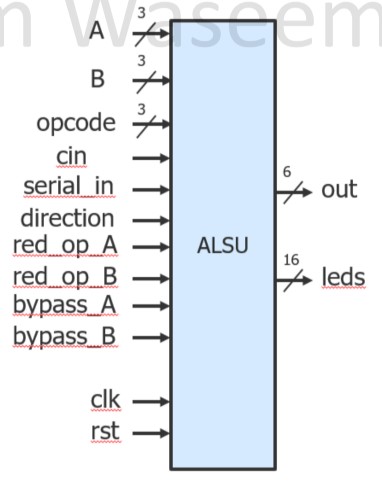 m Waseem
A 3
B 3
opcode 3
cin
serial_in
direction
red_op_A
red_op_B
bypass_A
bypass_B
clk
rst
ALSU
6 out
16 leds